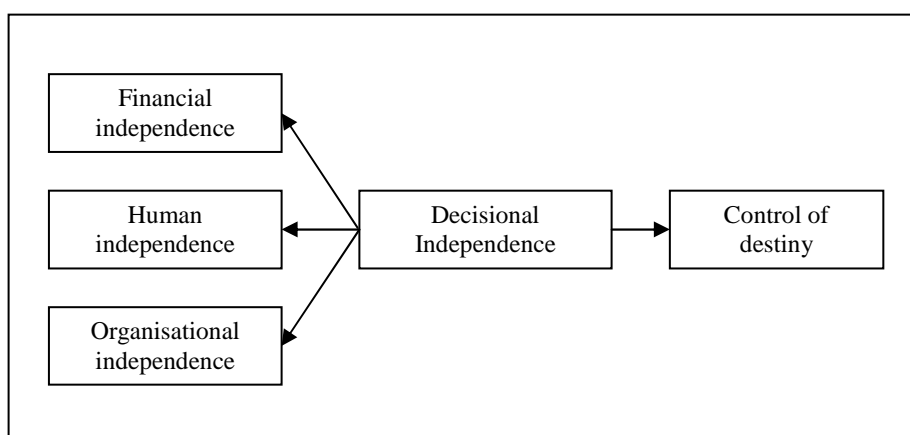 Financial
independence
Human
independence
Decisional
Independence
Control of
destiny
Organisational
independence